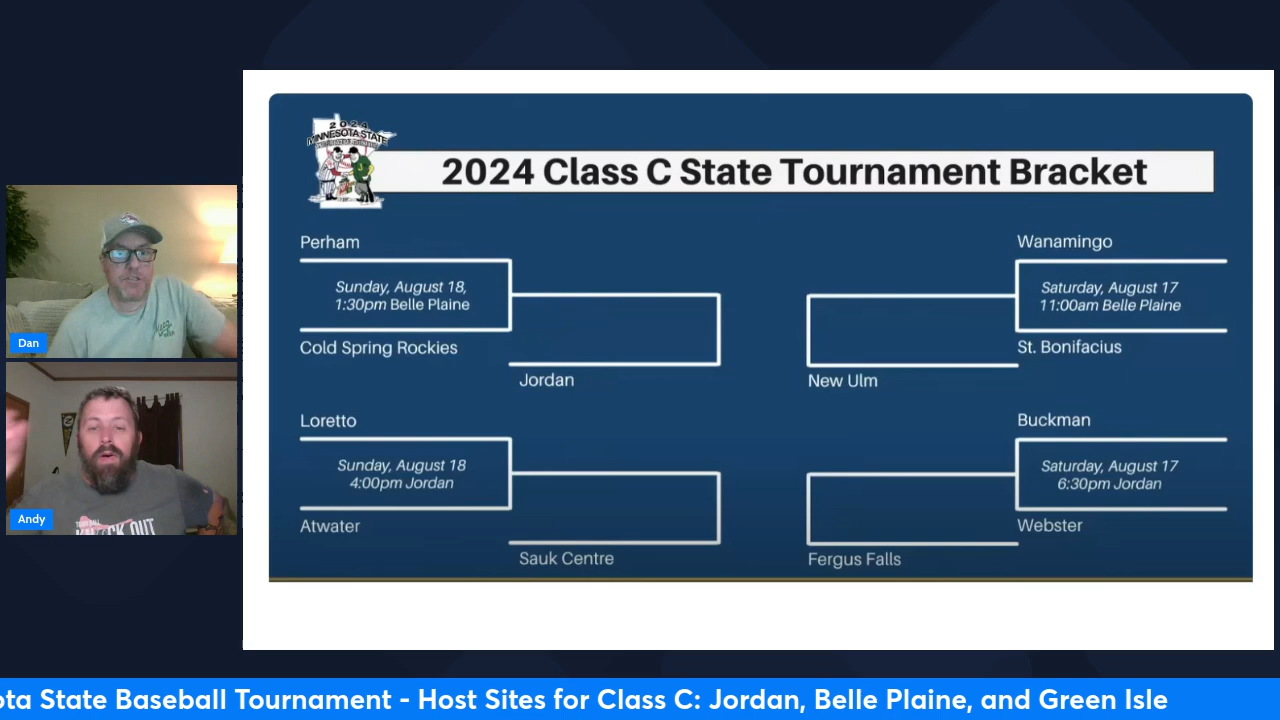 2024
MINNESOTA STATE
2024 Class C State Tournament Bracket
Perham
Sunday, August 18,
1:30pm Belle Plaine
Cold Spring Rockies
Jordan
Loretto
Sunday, August 18
4:00pm Jordan
Atwater
Sauk Centre
Wanamingo
Saturday, August 17
11:00am Belle Plaine
St. Bonifacius
New Ulm
Buckman
Saturday, August 17
6:30pm Jordan
Webster
Fergus Falls
Dan
Andy
CK OUT
ota State Baseball Tournament - Host Sites for Class C: Jordan, Belle Plaine, and Green Isle